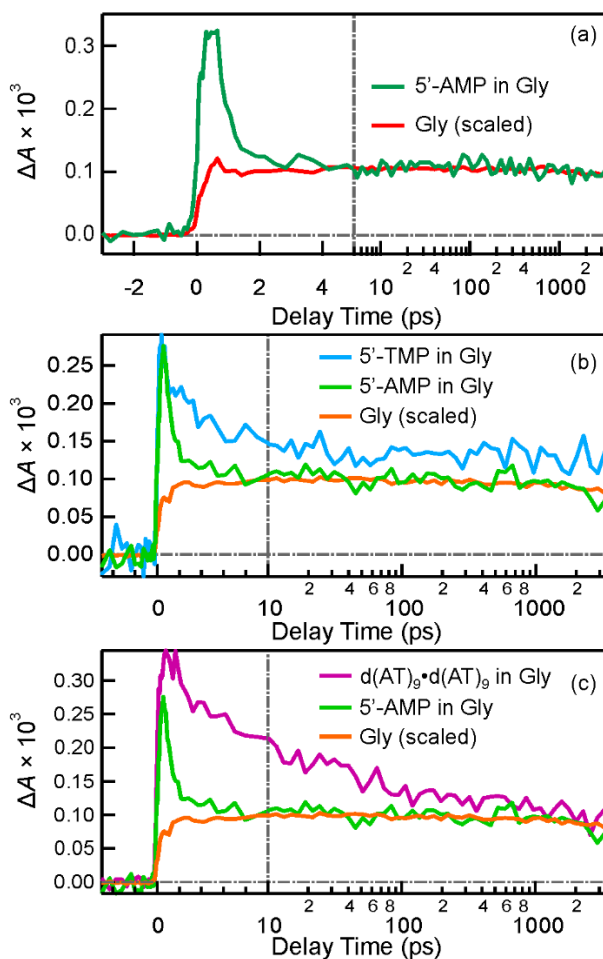 (a)
5'-AMP in Gly
Gly (scaled)
ΔA × 10³
0.3
0.2
0.1
0.0
2 4 2 4 2
-2 0 2 4 10 100 1000
Delay Time (ps)
(b)
5'-TMP in Gly
5'-AMP in Gly
Gly (scaled)
ΔA × 10³
0.25
0.20
0.15
0.10
0.05
0.00
2 4 6 8 2 4 6 8 2
0 10 100 1000
Delay Time (ps)
(c)
d(AT)₉•d(AT)₉ in Gly
5'-AMP in Gly
Gly (scaled)
ΔA × 10³
0.30
0.25
0.20
0.15
0.10
0.05
0.00
2 4 6 8 2 4 6 8 2
0 10 100 1000
Delay Time (ps)